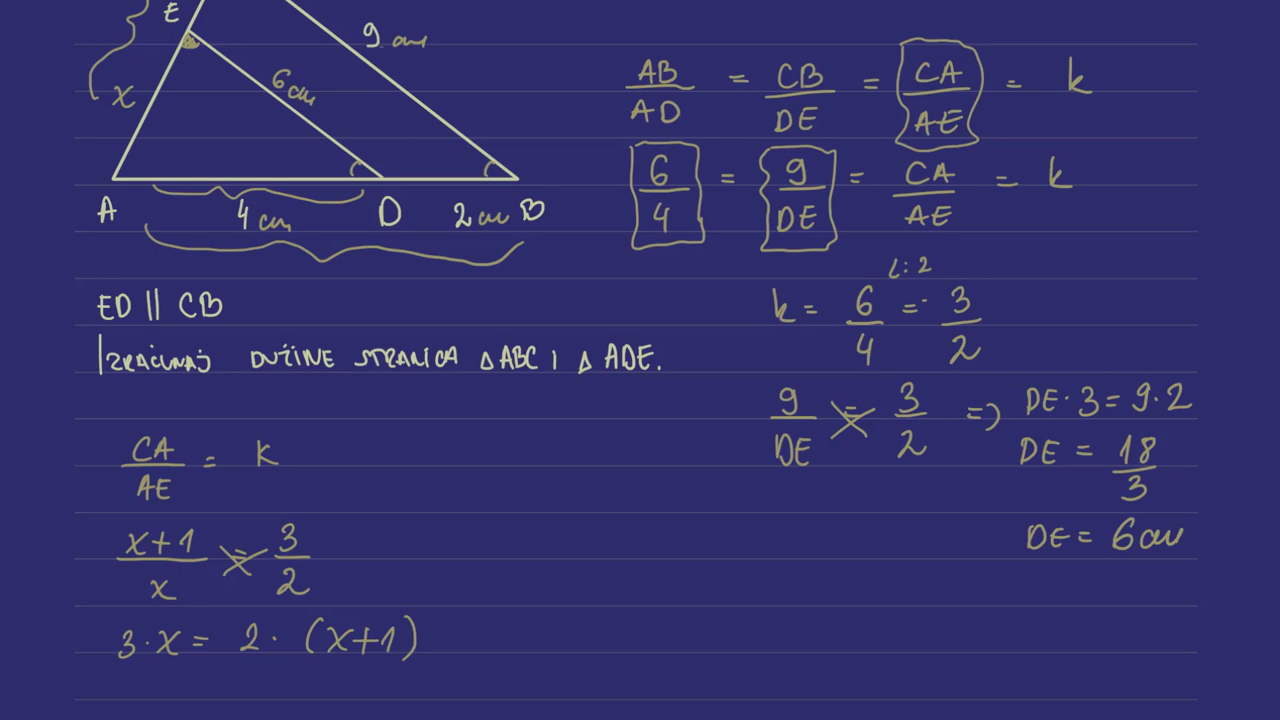 E
9 cm
x
6 cm
A
4 cm
D
2 cm
B
ED || CB
IZRAČUNAJ DUŽINE STRANICA △ABC I △ ADE.
CA/AE = k
x+1/x = 3/2
3·x = 2·(x+1)
AB/AD = CB/DE = CA/AE = k
6/4 = 9/DE = CA/AE = k
k = 6/4 = 3/2
(:2
9/DE = 3/2 => DE·3 = 9·2
DE = 18/3
DE = 6 cm